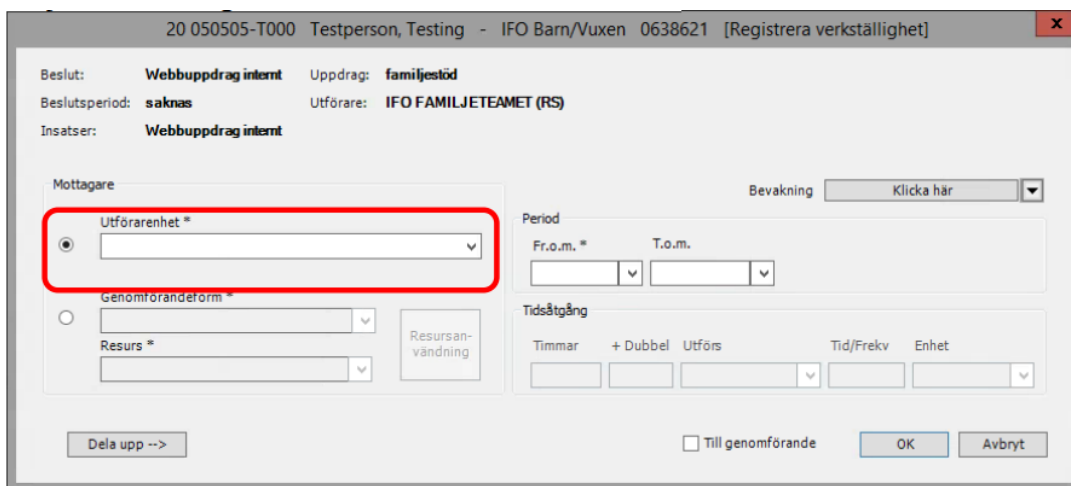 20 050505-T000 Testperson, Testing - IFO Barn/Vuxen 0638621 [Registrera verkställighet] x
Beslut: Webbuppdrag internt Uppdrag: familjestöd
Beslutsperiod: saknas Utförare: IFO FAMILJETEAMET (RS)
Insatser: Webbuppdrag internt
Mottagare
Bevakning Klicka här
Utförarenhet *
Period
Fr.o.m. * T.o.m.
Genomförandeform *
Tidsåtgång
Resurs *
Resursan-
vändning
Timmar + Dubbel Utförs Tid/Frekv Enhet
Dela upp --> Till genomförande OK Avbryt